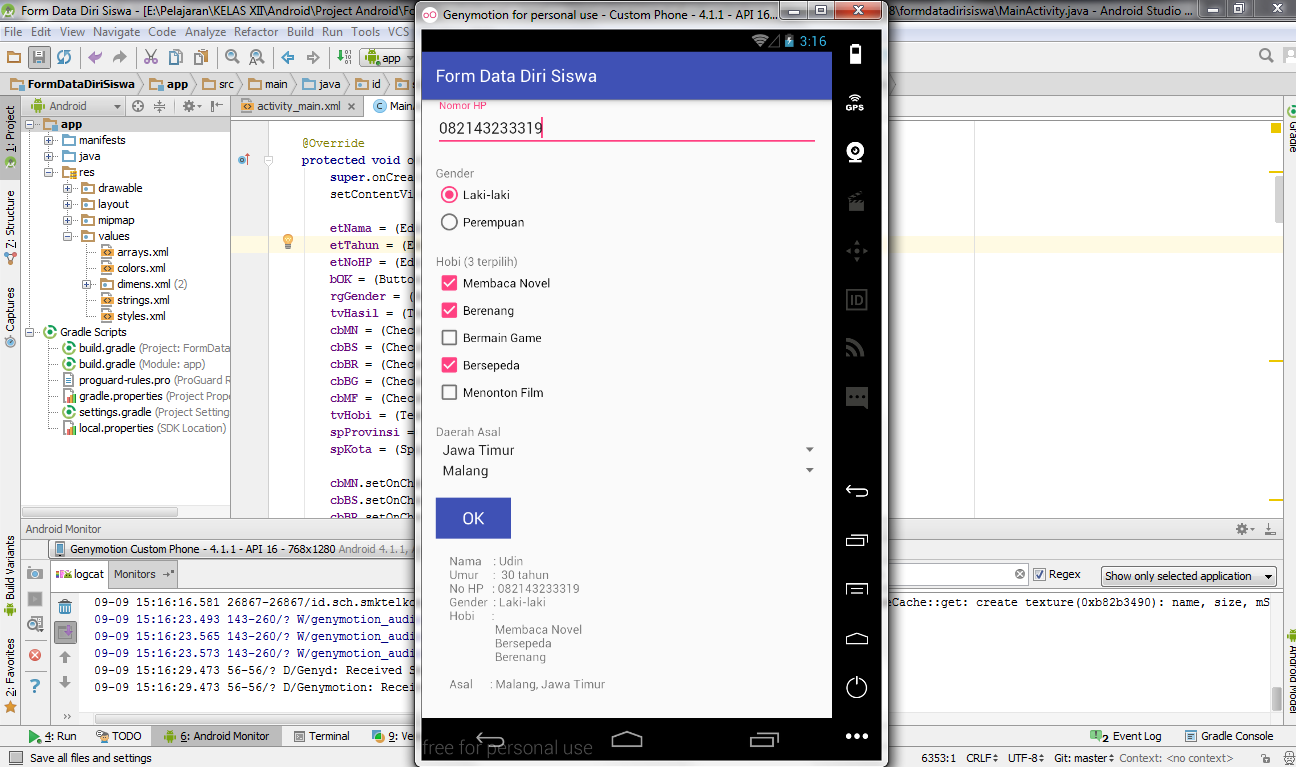 Form Data Diri Siswa - [E:\Pelajaran\KELAS XII\Android\Project Android\Fo
Genymotion for personal use - Custom Phone - 4.1.1 - API 16...
8\formdatadirisiswa\MainActivity.java - Android Studio ...
File Edit View Navigate Code Analyze Refactor Build Run Tools VCS
app
FormDataDiriSiswa app src main java id
Android
activity_main.xml
Main
1: Project
Z: Structure
Captures
Build Variants
2: Favorites
app
manifests
java
res
drawable
layout
mipmap
values
arrays.xml
colors.xml
dimens.xml (2)
strings.xml
styles.xml
Gradle Scripts
build.gradle (Project: FormData
build.gradle (Module: app)
proguard-rules.pro (ProGuard R
gradle.properties (Project Prope
settings.gradle (Project Setting
local.properties (SDK Location)
@Override
protected void o
super.onCrea
setContentVi
etNama = (Ed
etTahun = (E
etNoHP = (Ed
bOK = (Butto
rgGender = (
tvHasil = (T
cbMN = (Chec
cbBS = (Chec
cbBR = (Chec
cbBG = (Chec
cbMF = (Chec
tvHobi = (Te
spProvinsi =
spKota = (Sp
cbMN.setOnCh
cbBS.setOnCh
cbBR.setOnCh
3:16
Form Data Diri Siswa
Nomor HP
082143233319
Gender
Laki-laki
Perempuan
Hobi (3 terpilih)
Membaca Novel
Berenang
Bermain Game
Bersepeda
Menonton Film
Daerah Asal
Jawa Timur
Malang
OK
Nama : Udin
Umur : 30 tahun
No HP : 082143233319
Gender : Laki-laki
Hobi :
Membaca Novel
Bersepeda
Berenang
Asal : Malang, Jawa Timur
free for personal use
GPS
ID
Gradle
Android Model
Android Monitor
Genymotion Custom Phone - 4.1.1 - API 16 - 768x1280 Android 4.1.1,
logcat Monitors
Regex
Show only selected application
09-09 15:16:16.581 26867-26867/id.sch.smktelko
eCache::get: create texture(0xb82b3490): name, size, mS
09-09 15:16:23.493 143-260/? W/genymotion_audi
09-09 15:16:23.565 143-260/? W/genymotion_audi
09-09 15:16:23.573 143-260/? W/genymotion_audi
09-09 15:16:29.473 56-56/? D/Genyd: Received S
09-09 15:16:29.473 56-56/? D/Genymotion: Recei
4: Run TODO 6: Android Monitor Terminal 9: Ve
2 Event Log Gradle Console
Save all files and settings
6353:1 CRLF UTF-8 Git: master Context: <no context>